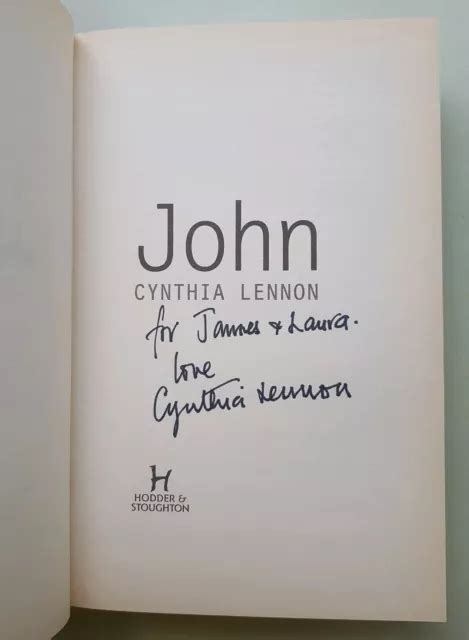 John
CYNTHIA LENNON
for James & Laura.
love
Cynthia Lennon
H
HODDER &
STOUGHTON